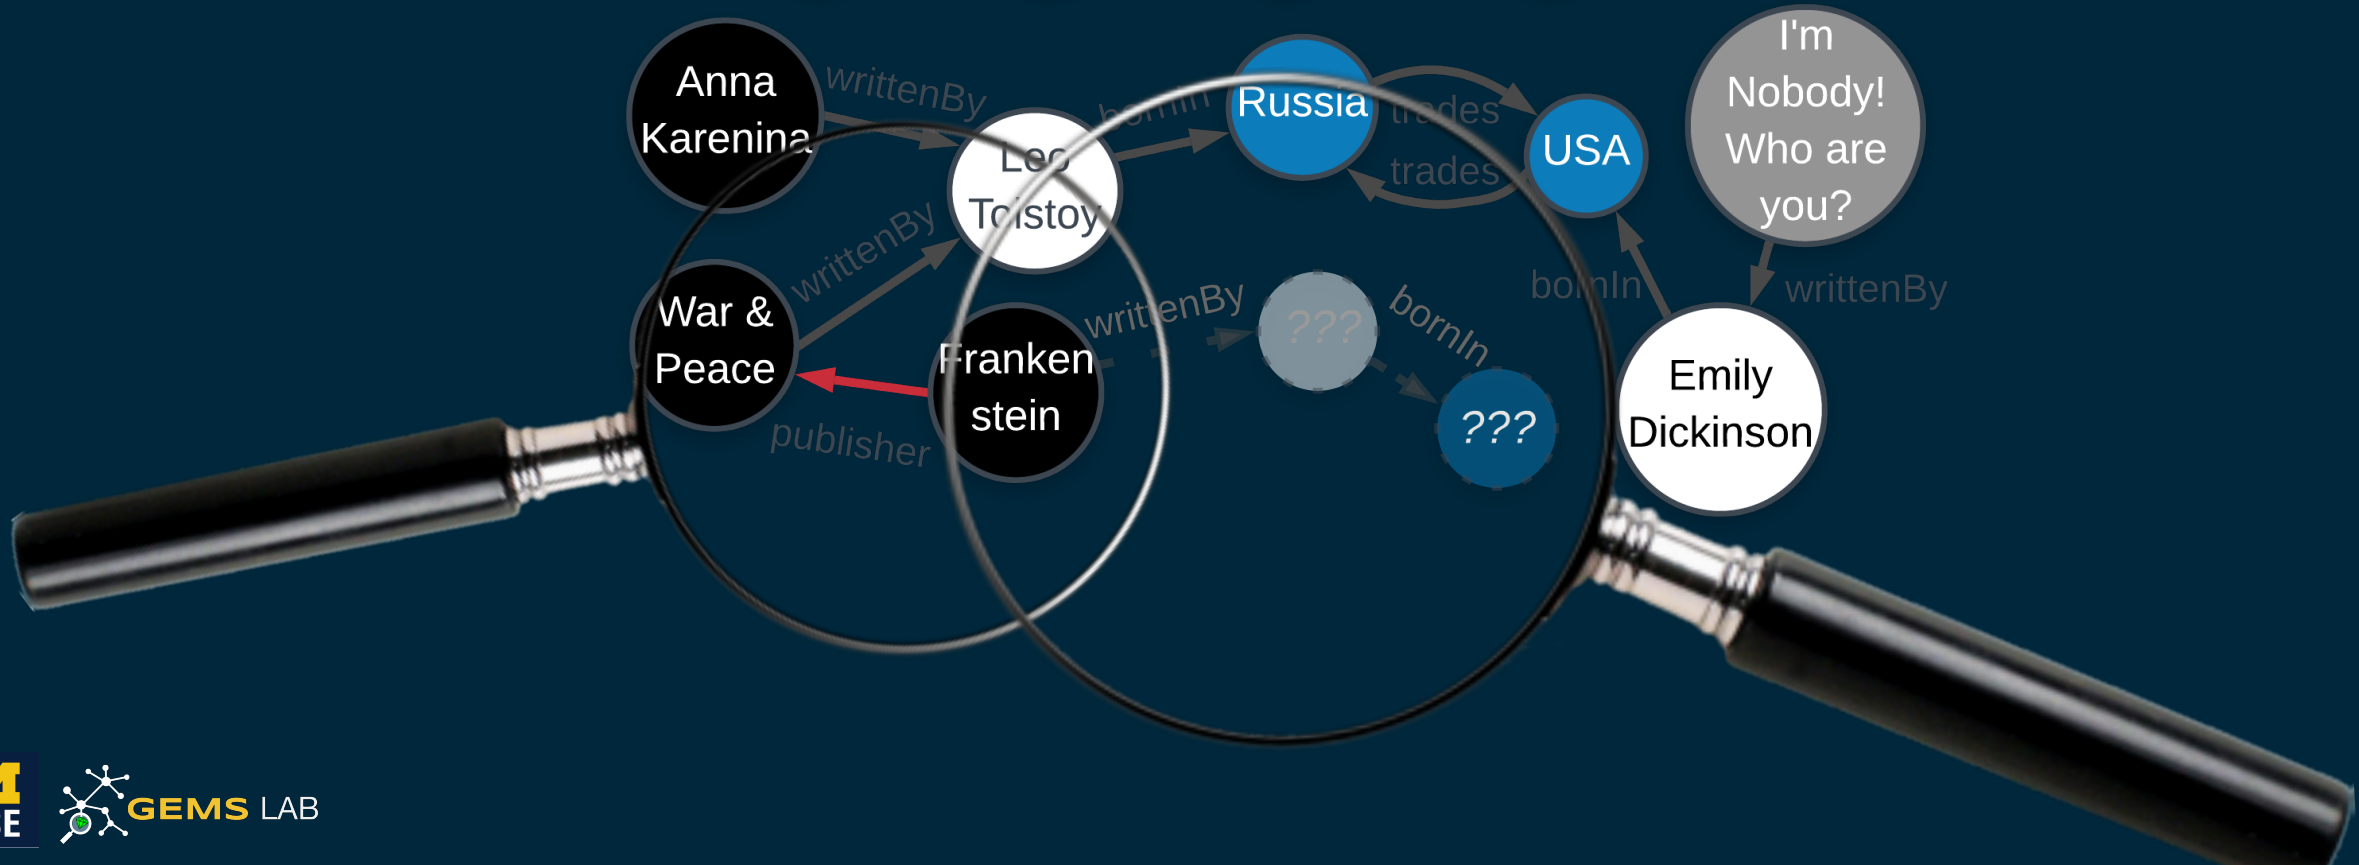 Anna
Karenina
writtenBy
Leo
Tolstoy
bornIn
Russia
trades
trades
USA
I'm
Nobody!
Who are
you?
writtenBy
War &
Peace
writtenBy
Franken
stein
publisher
writtenBy
???
bornIn
???
bornIn
Emily
Dickinson
GEMS LAB